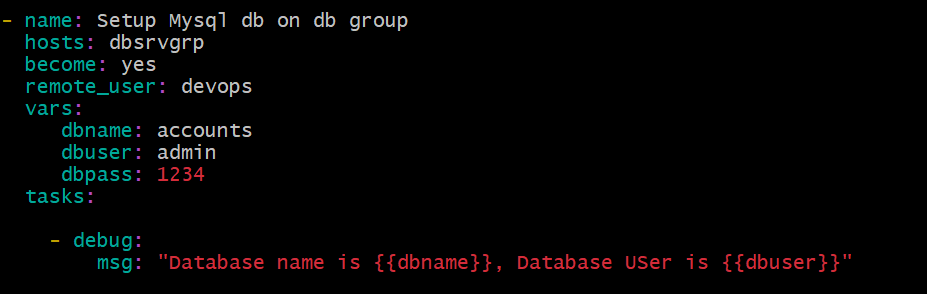 - name: Setup Mysql db on db group
hosts: dbsrvgrp
become: yes
remote_user: devops
vars:
dbname: accounts
dbuser: admin
dbpass: 1234
tasks:
- debug:
msg: "Database name is {{dbname}}, Database USer is {{dbuser}}"